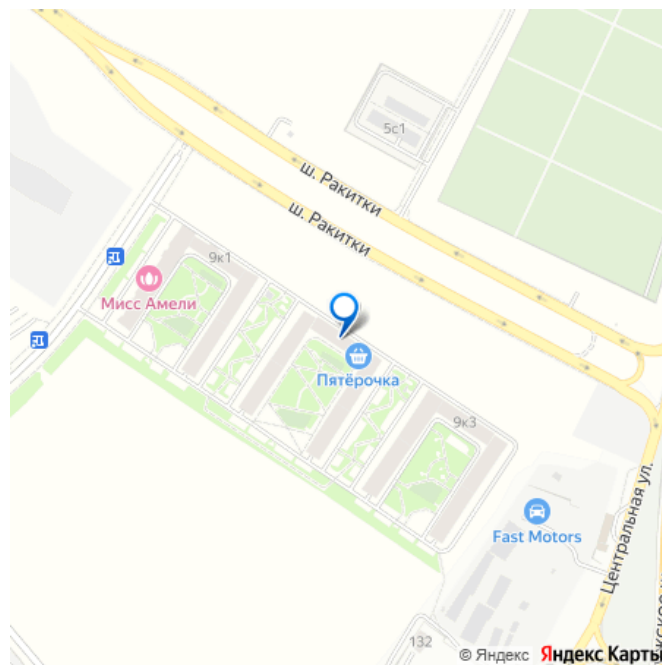 5с1
ш. Ракитки
ш. Ракитки
9к1
Мисс Амели
Пятёрочка
9к3
Центральная ул.
Fast Motors
132
© Яндекс Яндекс Карты